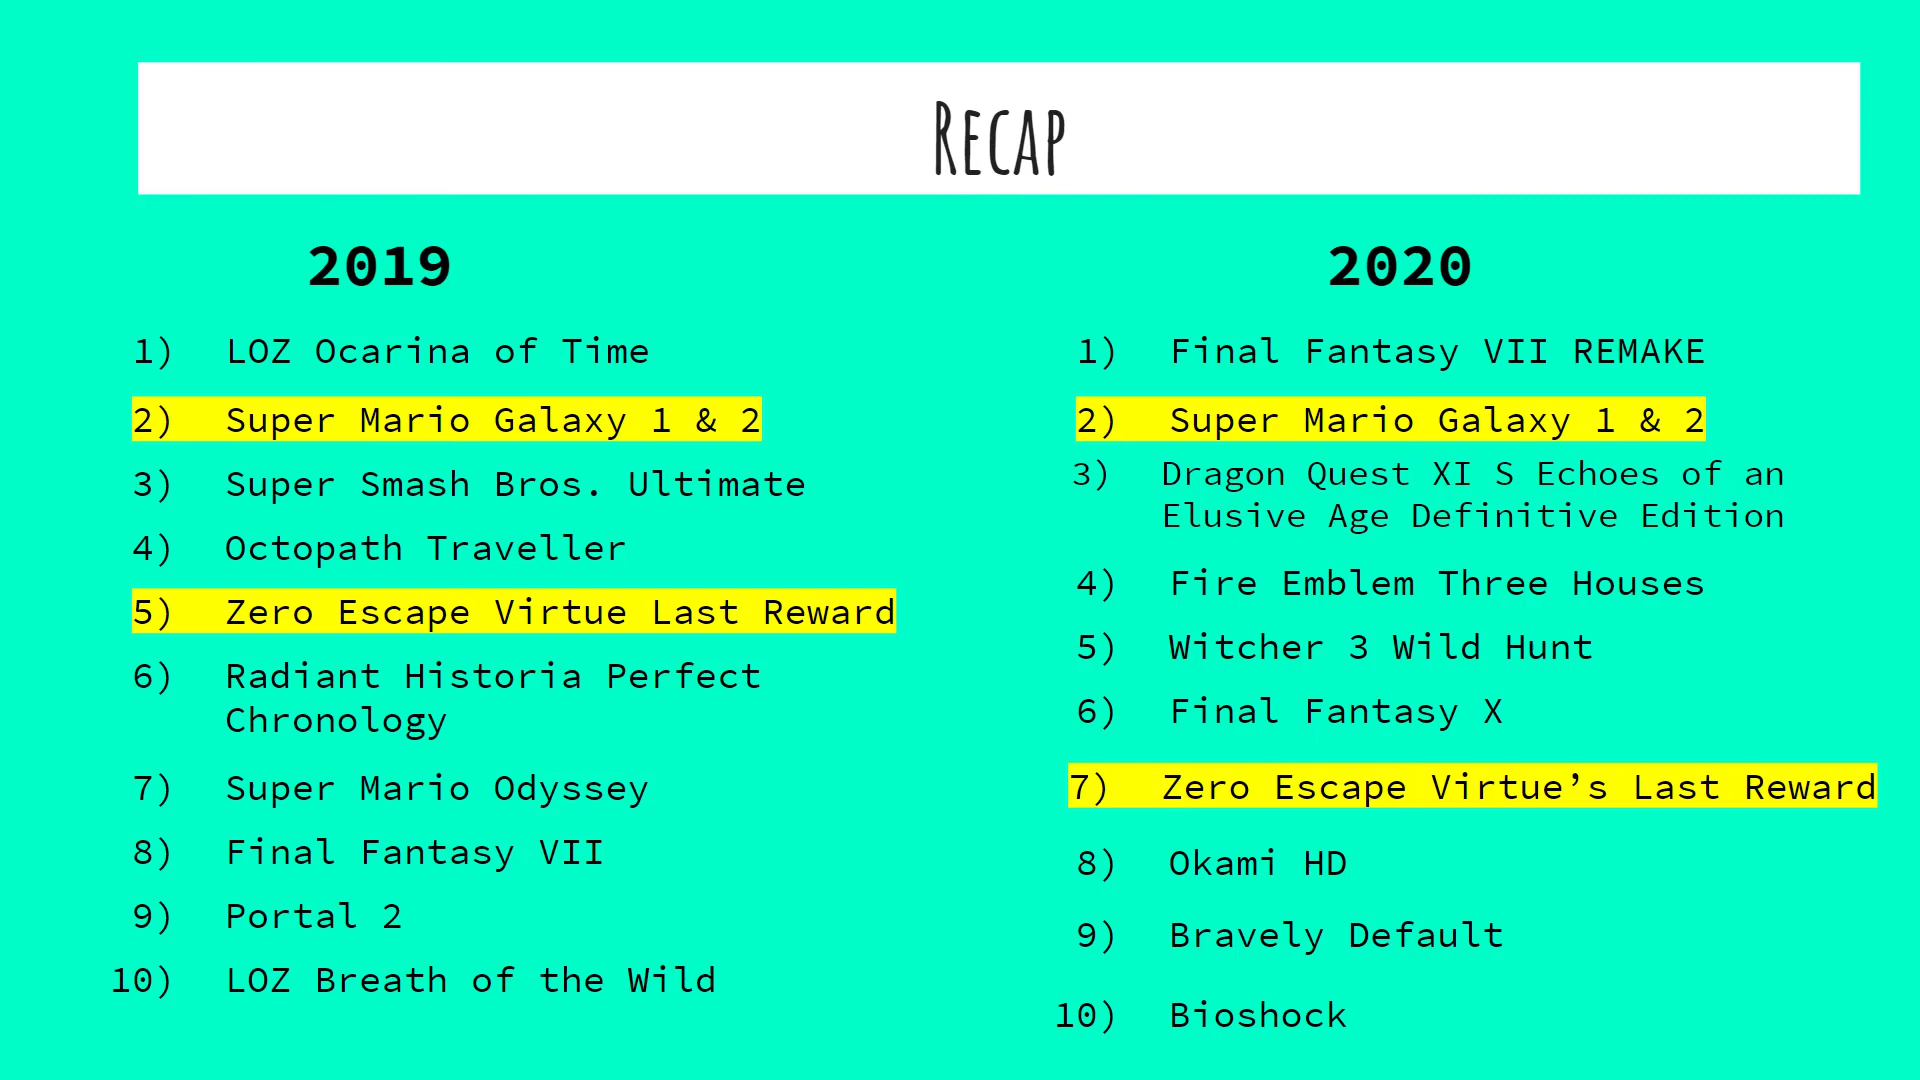 Recap
2019
1) LOZ Ocarina of Time
2) Super Mario Galaxy 1 & 2
3) Super Smash Bros. Ultimate
4) Octopath Traveller
5) Zero Escape Virtue Last Reward
6) Radiant Historia Perfect
Chronology
7) Super Mario Odyssey
8) Final Fantasy VII
9) Portal 2
10) LOZ Breath of the Wild
2020
1) Final Fantasy VII REMAKE
2) Super Mario Galaxy 1 & 2
3) Dragon Quest XI S Echoes of an
Elusive Age Definitive Edition
4) Fire Emblem Three Houses
5) Witcher 3 Wild Hunt
6) Final Fantasy X
7) Zero Escape Virtue’s Last Reward
8) Okami HD
9) Bravely Default
10) Bioshock